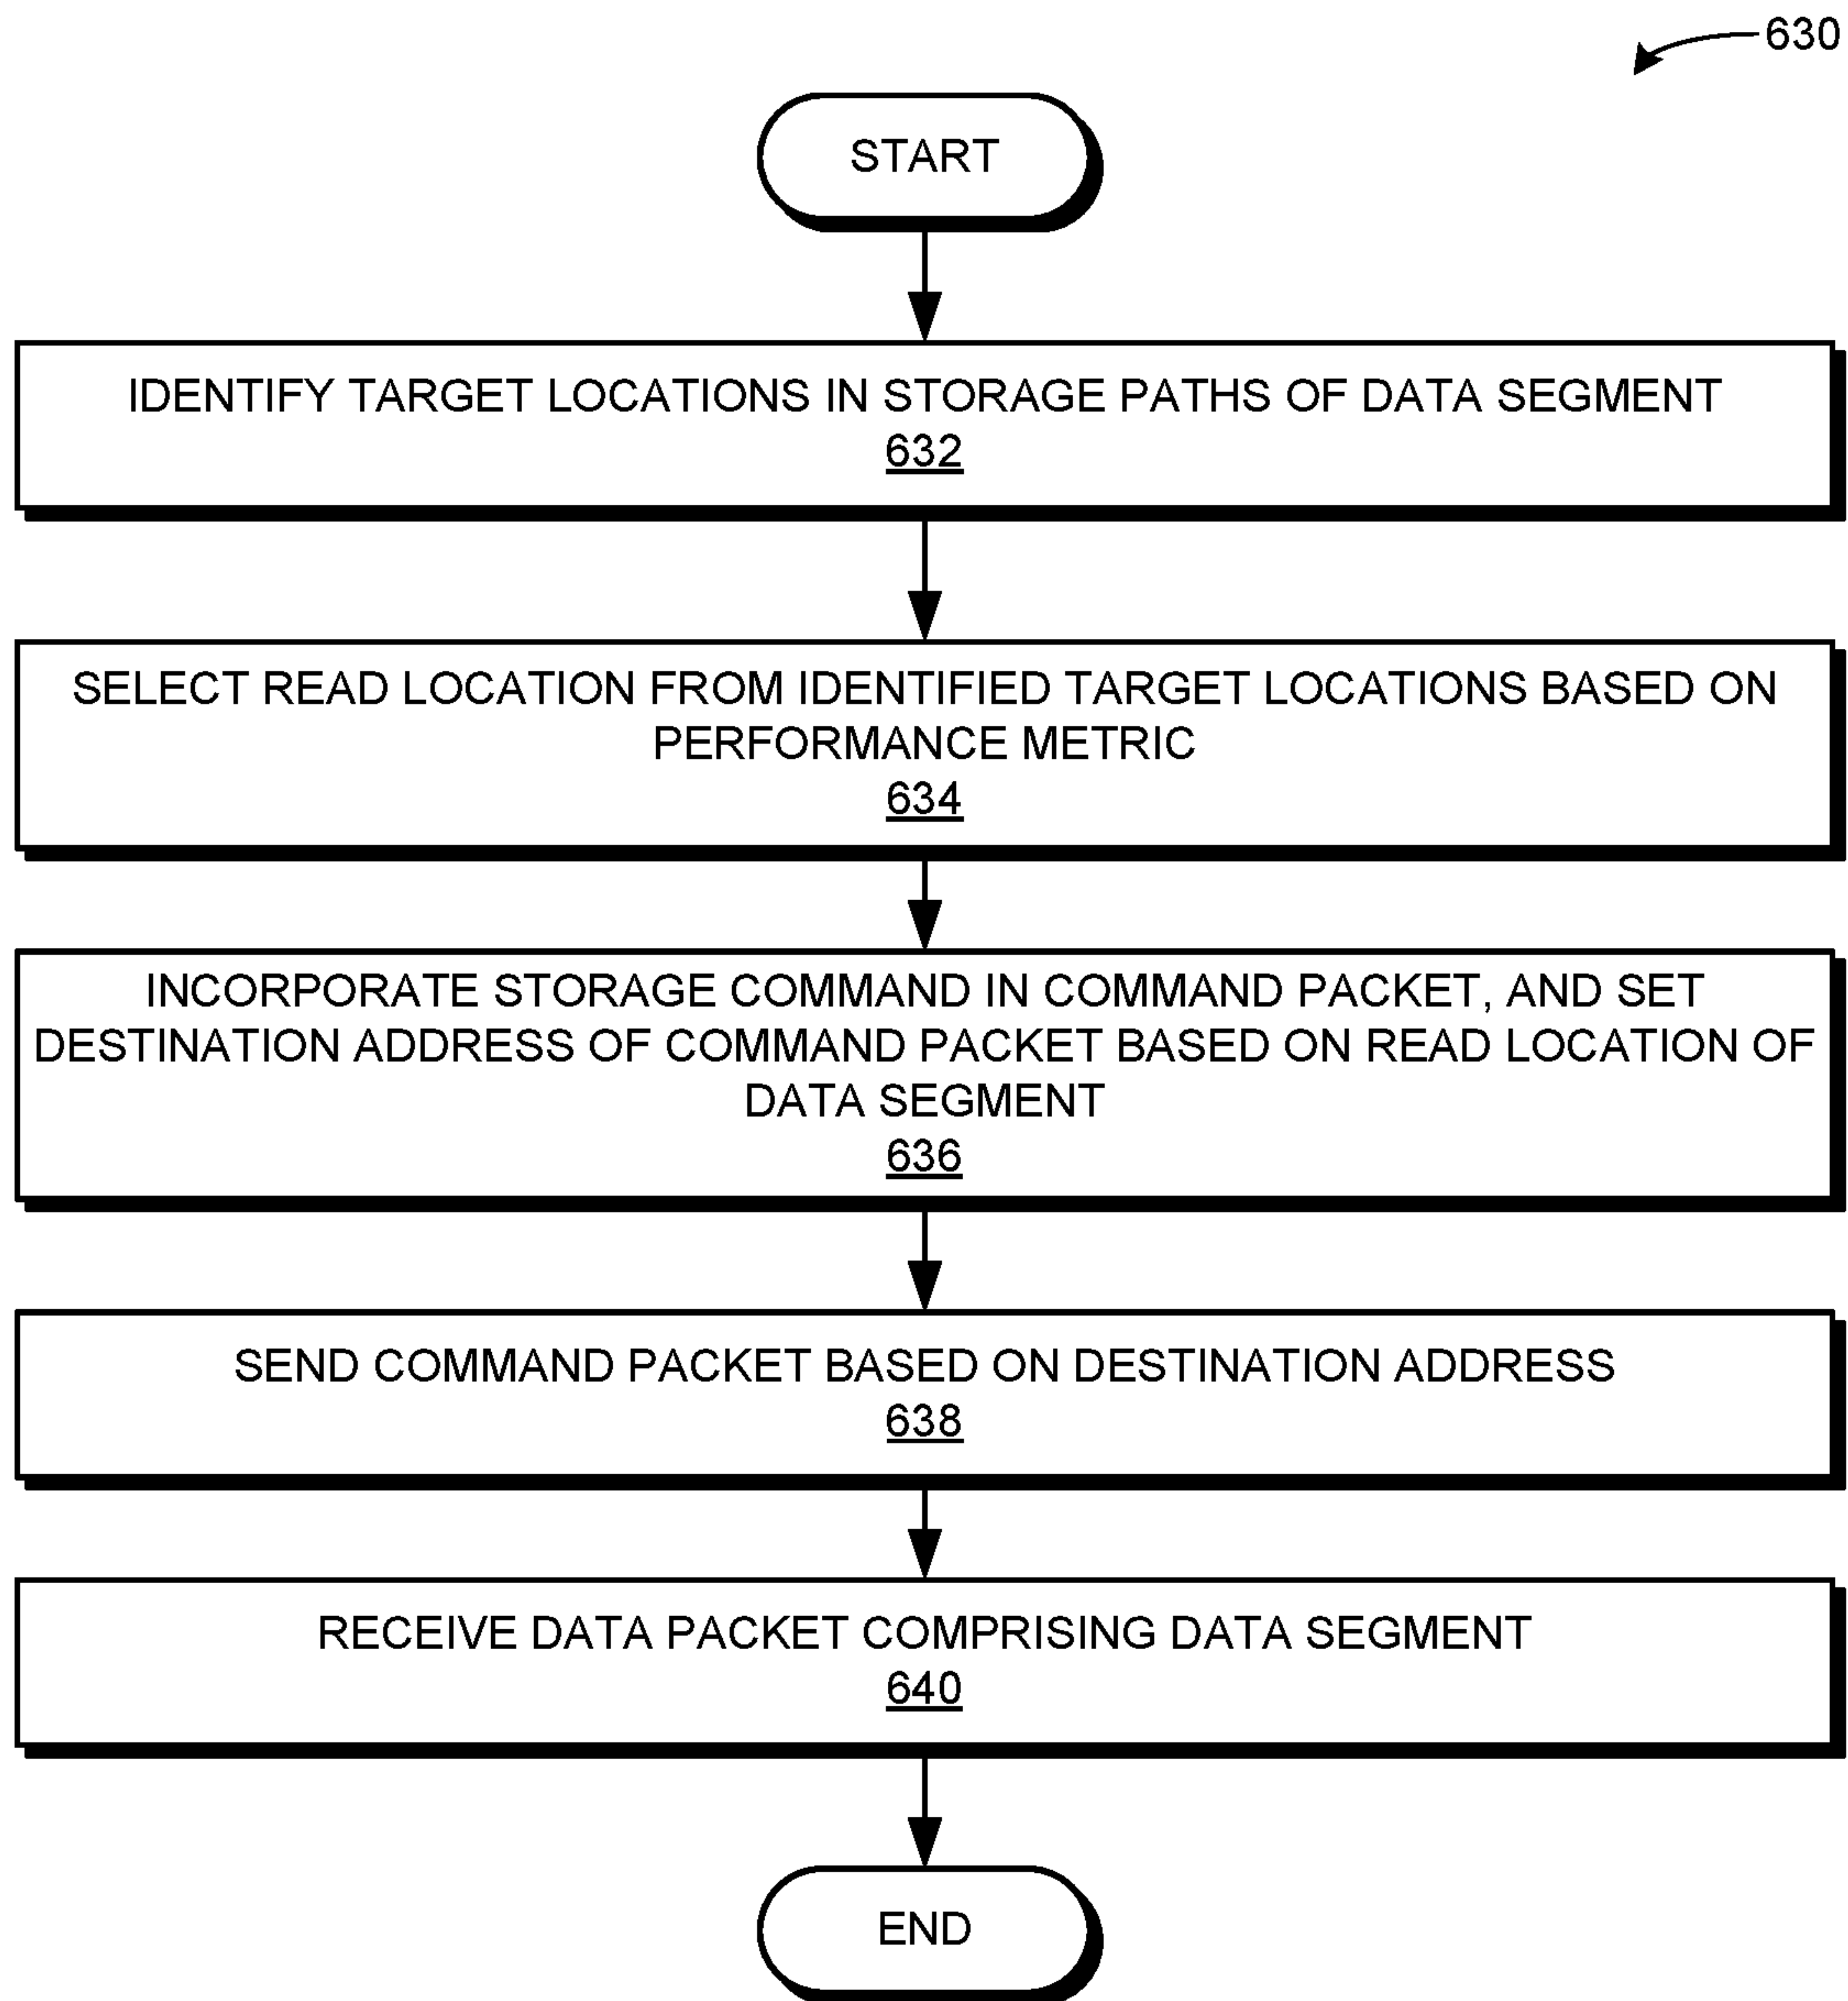 630
START
IDENTIFY TARGET LOCATIONS IN STORAGE PATHS OF DATA SEGMENT
632
SELECT READ LOCATION FROM IDENTIFIED TARGET LOCATIONS BASED ON
PERFORMANCE METRIC
634
INCORPORATE STORAGE COMMAND IN COMMAND PACKET, AND SET
DESTINATION ADDRESS OF COMMAND PACKET BASED ON READ LOCATION OF
DATA SEGMENT
636
SEND COMMAND PACKET BASED ON DESTINATION ADDRESS
638
RECEIVE DATA PACKET COMPRISING DATA SEGMENT
640
END